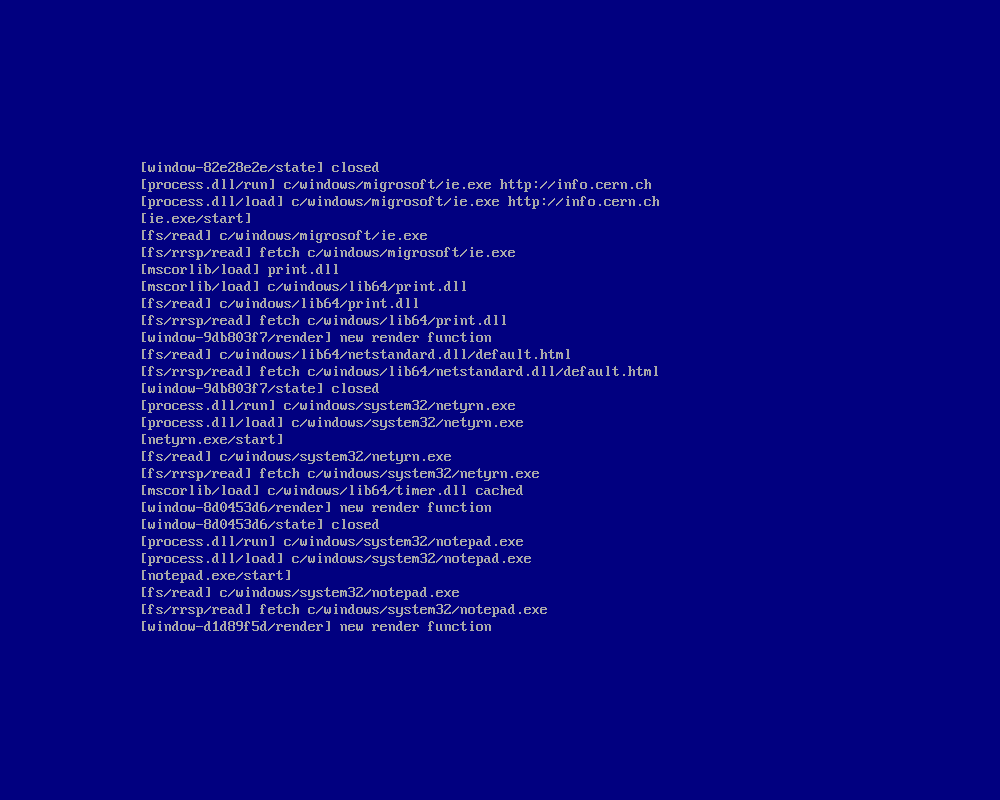 [window-82e28e2e/state] closed
[process.dll/run] c/windows/migrosoft/ie.exe http://info.cern.ch
[process.dll/load] c/windows/migrosoft/ie.exe http://info.cern.ch
[ie.exe/start]
[fs/read] c/windows/migrosoft/ie.exe
[fs/rrsp/read] fetch c/windows/migrosoft/ie.exe
[mscorlib/load] print.dll
[mscorlib/load] c/windows/lib64/print.dll
[fs/read] c/windows/lib64/print.dll
[fs/rrsp/read] fetch c/windows/lib64/print.dll
[window-9db803f7/render] new render function
[fs/read] c/windows/lib64/netstandard.dll/default.html
[fs/rrsp/read] fetch c/windows/lib64/netstandard.dll/default.html
[window-9db803f7/state] closed
[process.dll/run] c/windows/system32/netyrn.exe
[process.dll/load] c/windows/system32/netyrn.exe
[netyrn.exe/start]
[fs/read] c/windows/system32/netyrn.exe
[fs/rrsp/read] fetch c/windows/system32/netyrn.exe
[mscorlib/load] c/windows/lib64/timer.dll cached
[window-8d0453d6/render] new render function
[window-8d0453d6/state] closed
[process.dll/run] c/windows/system32/notepad.exe
[process.dll/load] c/windows/system32/notepad.exe
[notepad.exe/start]
[fs/read] c/windows/system32/notepad.exe
[fs/rrsp/read] fetch c/windows/system32/notepad.exe
[window-d1d89f5d/render] new render function